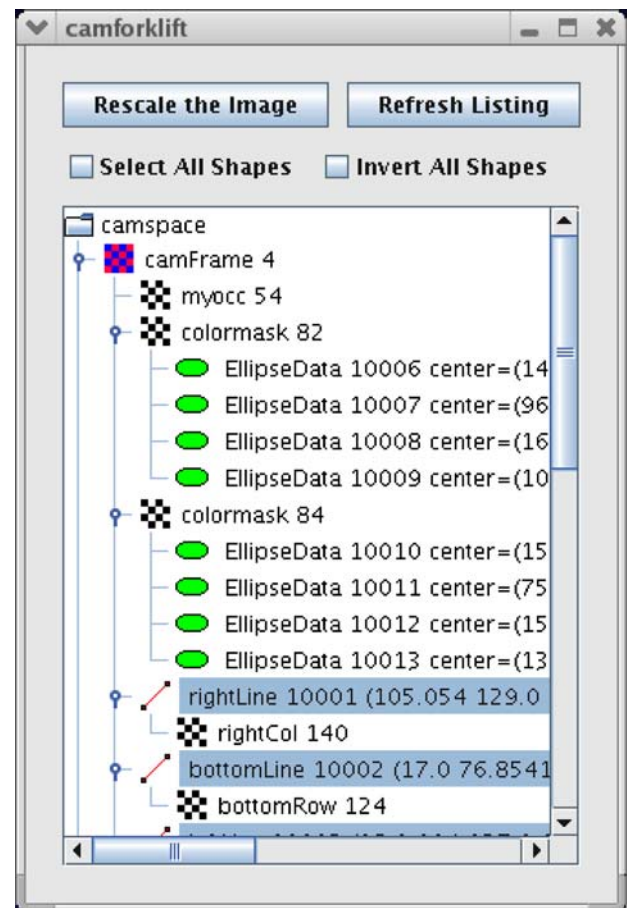 camforklift
Rescale the Image Refresh Listing
Select All Shapes Invert All Shapes
camspace
camFrame 4
myocc 54
colormask 82
EllipseData 10006 center=(14
EllipseData 10007 center=(96
EllipseData 10008 center=(16
EllipseData 10009 center=(10
colormask 84
EllipseData 10010 center=(15
EllipseData 10011 center=(75
EllipseData 10012 center=(15
EllipseData 10013 center=(13
rightLine 10001 (105.054 129.0
rightCol 140
bottomLine 10002 (17.0 76.8541
bottomRow 124